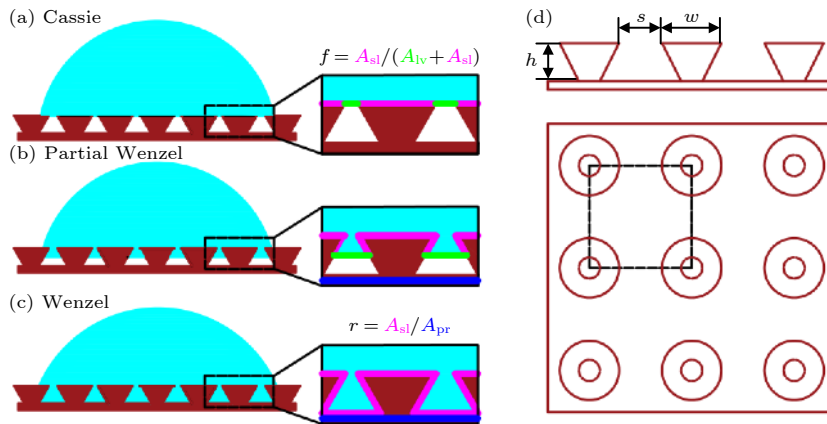 (a) Cassie
f = A_sl/(A_lv+A_sl)
(b) Partial Wenzel
(c) Wenzel
r = A_sl/A_pr
(d)
s
w
h